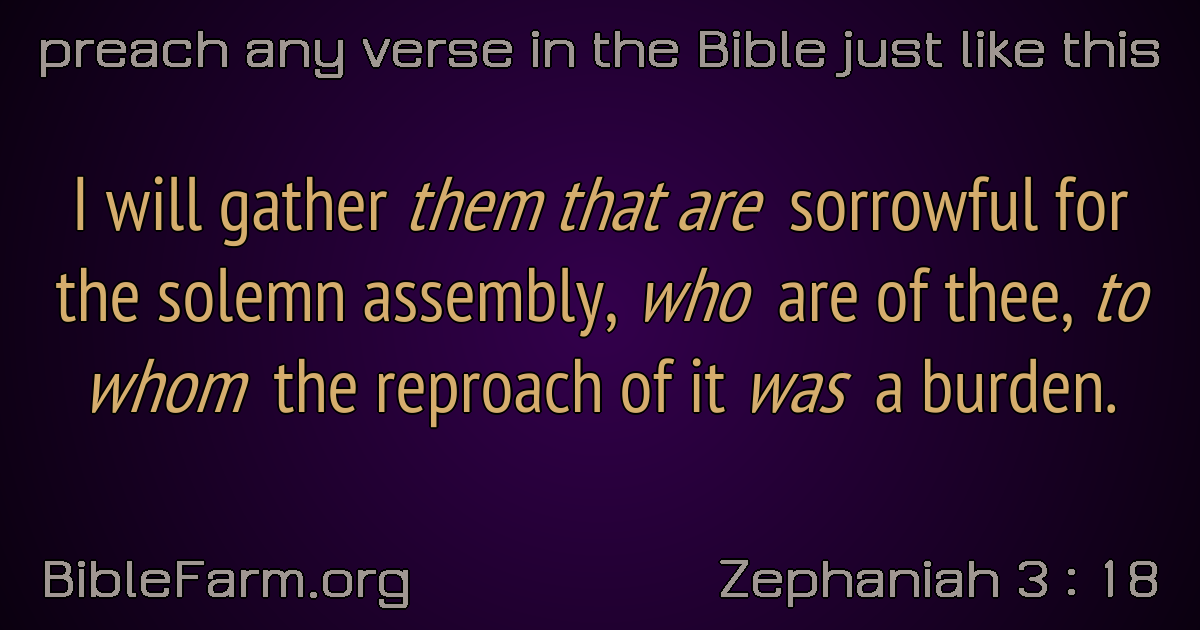 preach any verse in the Bible just like this
I will gather them that are sorrowful for
the solemn assembly, who are of thee, to
whom the reproach of it was a burden.
BibleFarm.org
Zephaniah 3 : 18